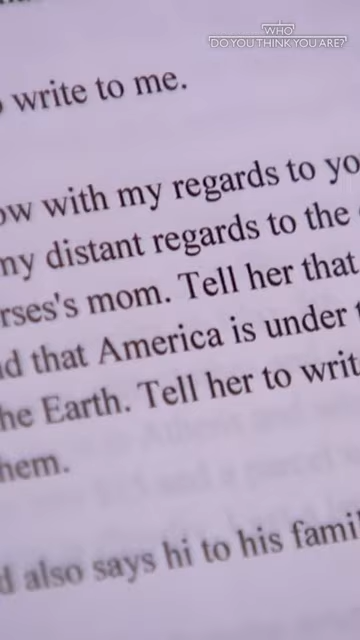 WHO
DO YOU THINK YOU ARE?
write to me.
ow with my regards to yo
my distant regards to the
rses's mom. Tell her that
d that America is under
he Earth. Tell her to writ
hem.
d also says hi to his famil